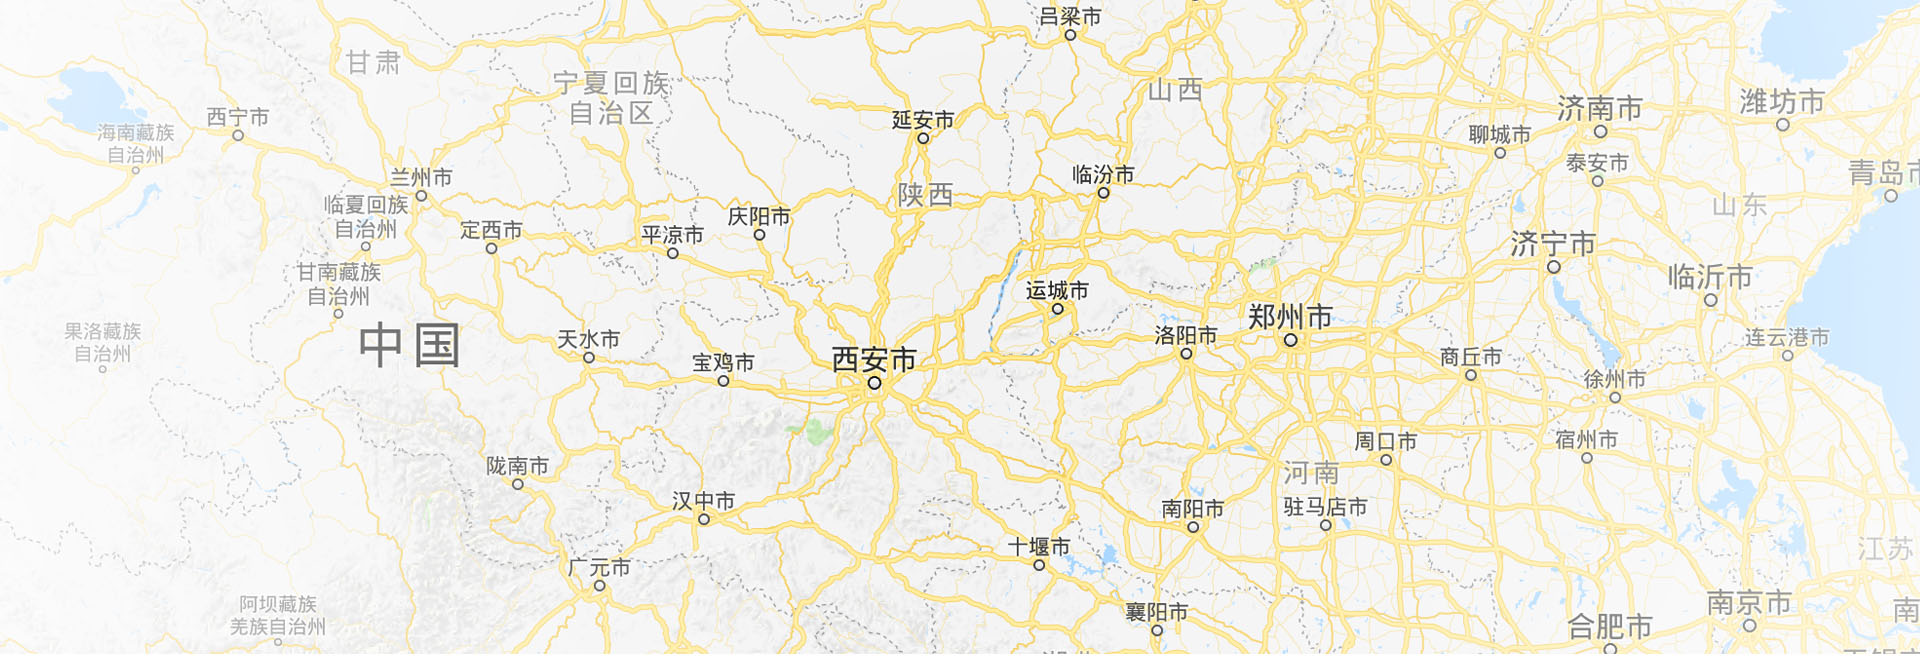 吕梁市
甘肃
宁夏回族
自治区
山西
济南市
潍坊市
西宁市
延安市
海南藏族
自治州
聊城市
泰安市
兰州市
临汾市
青岛市
陕西
临夏回族
自治州
山东
庆阳市
定西市
平凉市
济宁市
甘南藏族
自治州
临沂市
运城市
郑州市
果洛藏族
自治州
中国
天水市
洛阳市
连云港市
西安市
宝鸡市
商丘市
徐州市
周口市
宿州市
陇南市
河南
汉中市
南阳市
驻马店市
十堰市
江苏
广元市
阿坝藏族
羌族自治州
襄阳市
南京市
南
合肥市